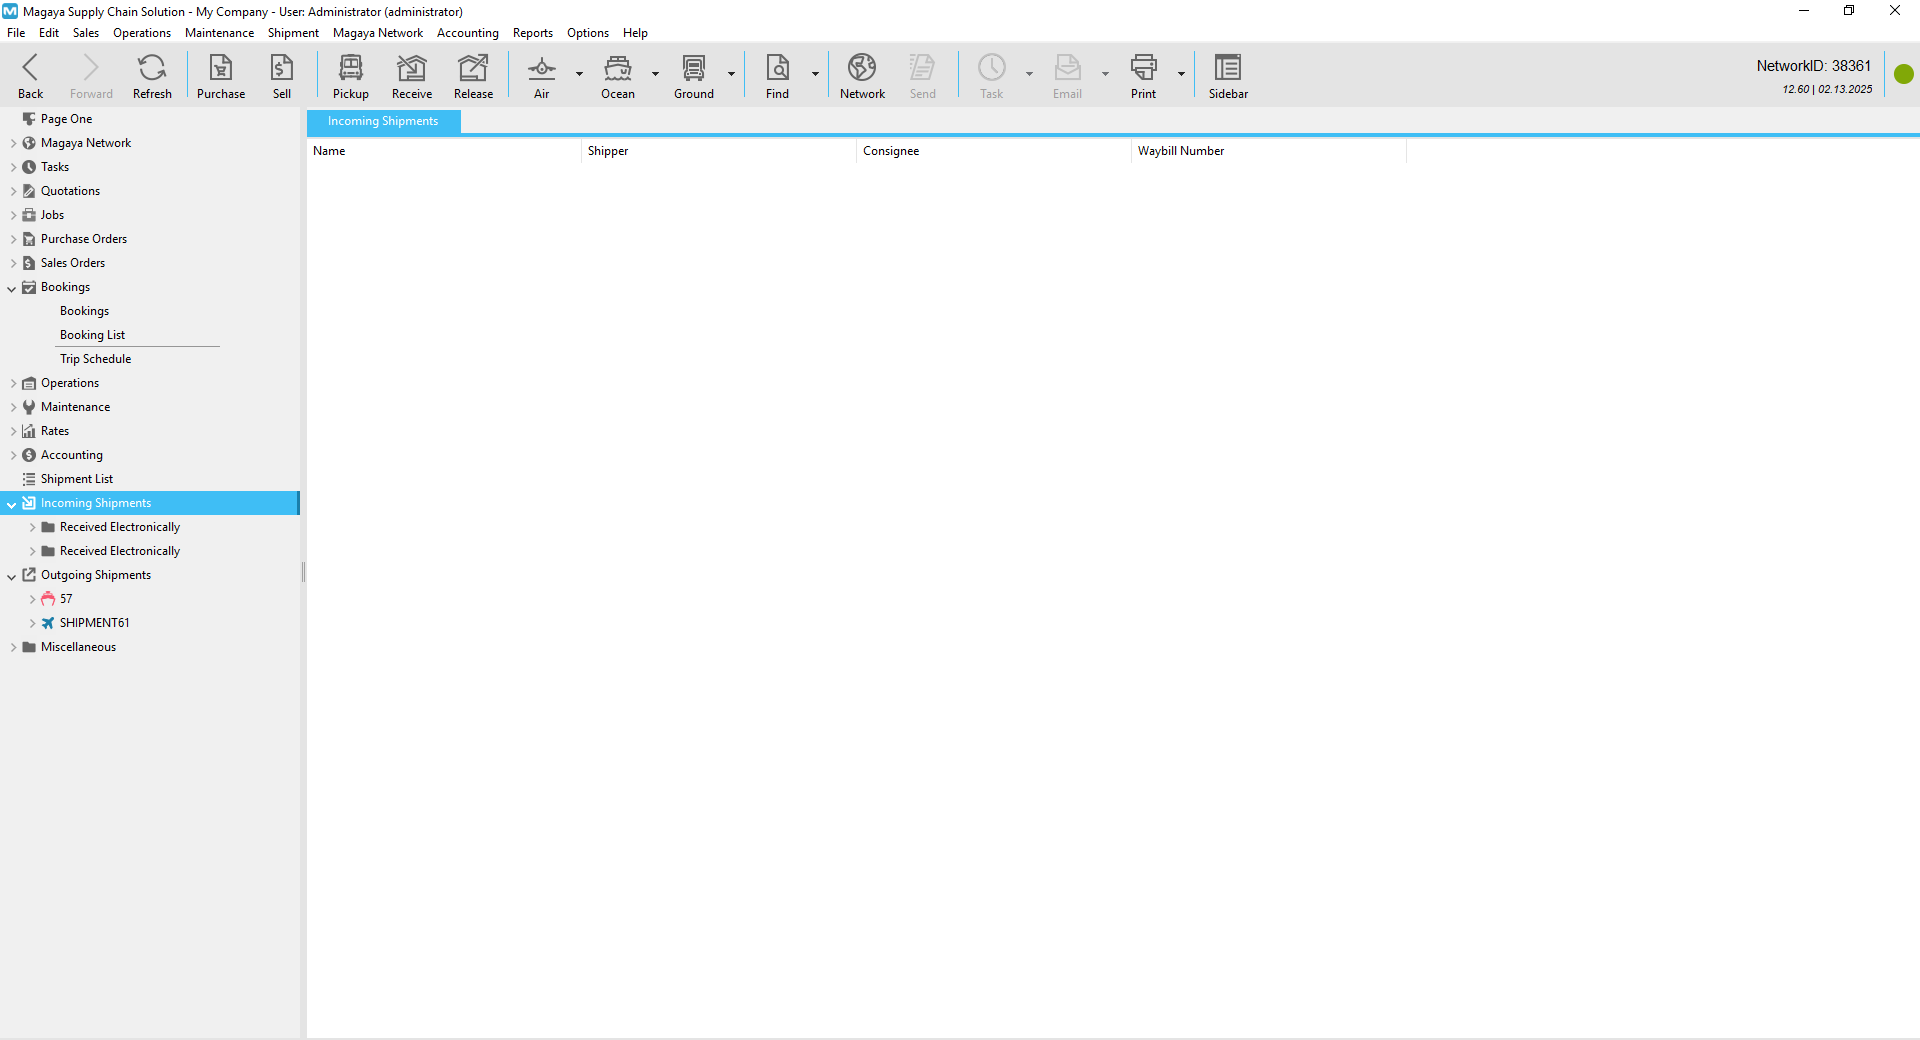 Magaya Supply Chain Solution - My Company - User: Administrator (administrator)
File Edit Sales Operations Maintenance Shipment Magaya Network Accounting Reports Options Help
Back Forward Refresh Purchase Sell Pickup Receive Release Air Ocean Ground Find Network Send Task Email Print Sidebar
NetworkID: 38361
12.60 | 02.13.2025
Page One
Magaya Network
Tasks
Quotations
Jobs
Purchase Orders
Sales Orders
Bookings
Bookings
Booking List
Trip Schedule
Operations
Maintenance
Rates
Accounting
Shipment List
Incoming Shipments
Received Electronically
Received Electronically
Outgoing Shipments
57
SHIPMENT61
Miscellaneous
Incoming Shipments
Name Shipper Consignee Waybill Number